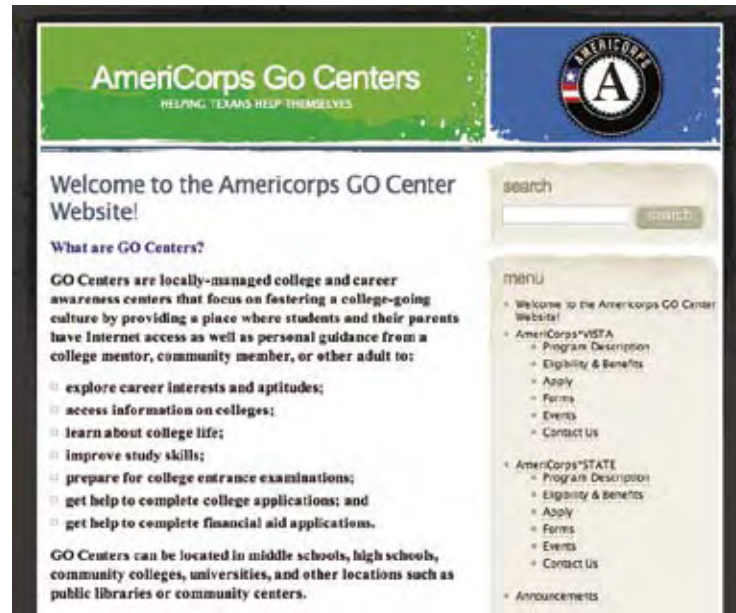 AmeriCorps Go Centers
HELPING TEXANS HELP THEMSELVES
AMERICORPS
A
Welcome to the Americorps GO Center
Website!
What are GO Centers?
GO Centers are locally-managed college and career
awareness centers that focus on fostering a college-going
culture by providing a place where students and their parents
have Internet access as well as personal guidance from a
college mentor, community member, or other adult to:
explore career interests and aptitudes;
access information on colleges;
learn about college life;
improve study skills;
prepare for college entrance examinations;
get help to complete college applications; and
get help to complete financial aid applications.
GO Centers can be located in middle schools, high schools,
community colleges, universities, and other locations such as
public libraries or community centers.
search
search
menu
Welcome to the Americorps GO Center
Website!
AmeriCorps*VISTA
Program Description
Eligibility & Benefits
Apply
Forms
Events
Contact Us
AmeriCorps*STATE
Program Description
Eligibility & Benefits
Apply
Forms
Events
Contact Us
Announcements